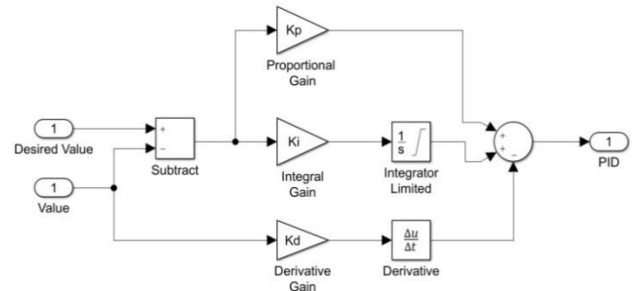 Kp
Proportional
Gain
1
Desired Value
+
−
Subtract
Ki
Integral
Gain
1
s
Integrator
Limited
+
+
−
1
PID
1
Value
Kd
Derivative
Gain
Δu
Δt
Derivative